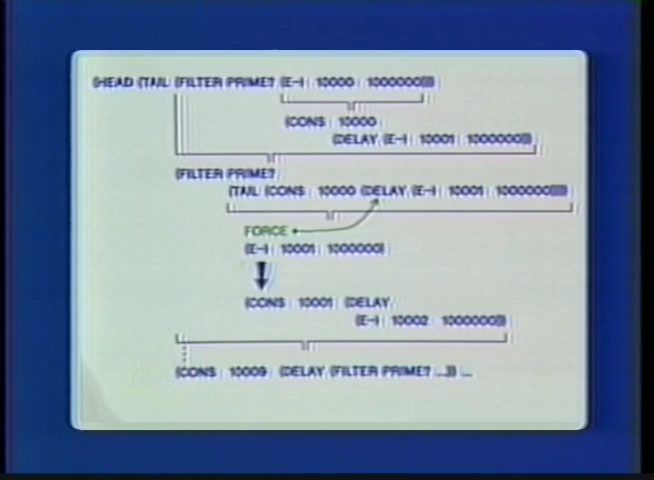 (HEAD (TAIL (FILTER PRIME? (E-I 10000 1000000))))
(CONS 10000
(DELAY (E-I 10001 1000000)))
(FILTER PRIME?
(TAIL (CONS 10000 (DELAY (E-I 10001 1000000)))))
FORCE
(E-I 10001 1000000)
(CONS 10001 (DELAY
(E-I 10002 1000000)))
(CONS 10009 (DELAY (FILTER PRIME? ...)) ...